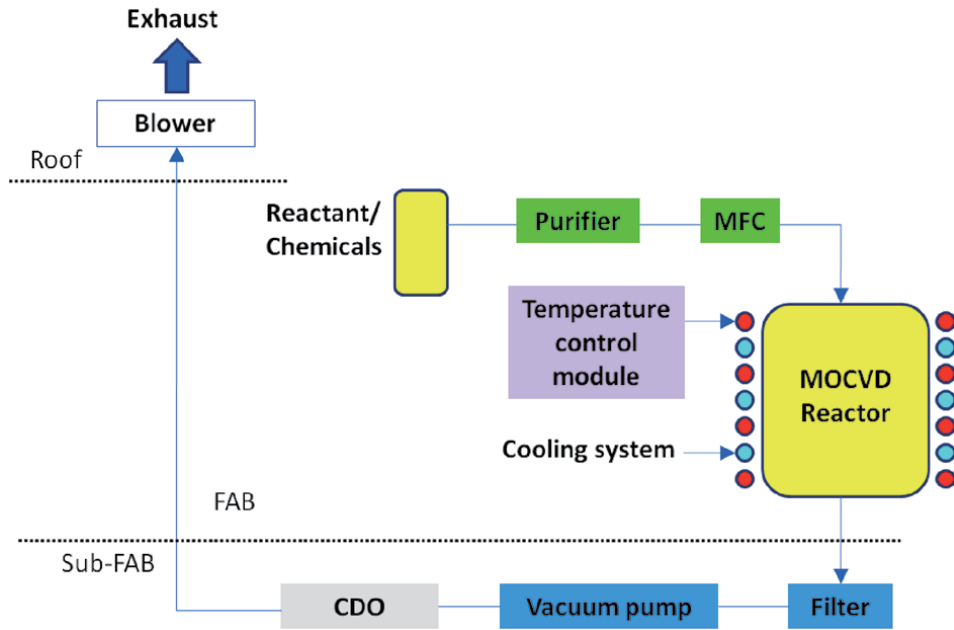 Exhaust
Blower
Roof
Reactant/
Chemicals
Purifier
MFC
Temperature
control
module
MOCVD
Reactor
Cooling system
FAB
Sub-FAB
CDO
Vacuum pump
Filter